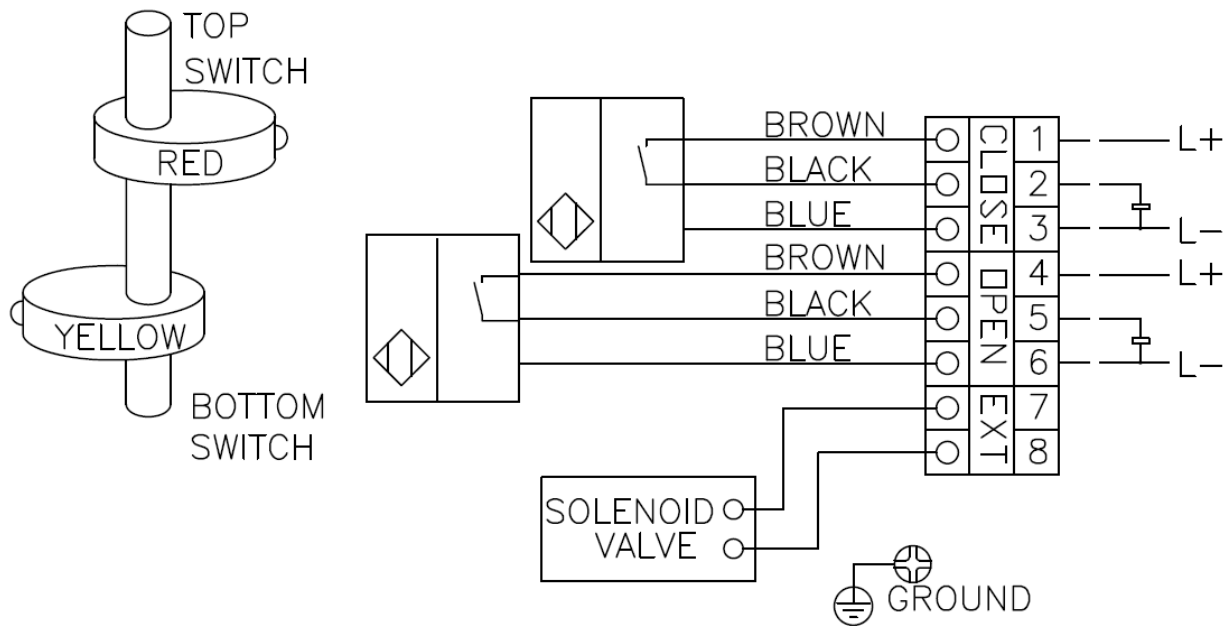 TOP
SWITCH
RED
YELLOW
BOTTOM
SWITCH
BROWN
BLACK
BLUE
BROWN
BLACK
BLUE
CLOSE
OPEN
EXT
1
2
3
4
5
6
7
8
L+
L-
L+
L-
SOLENOID
VALVE
GROUND